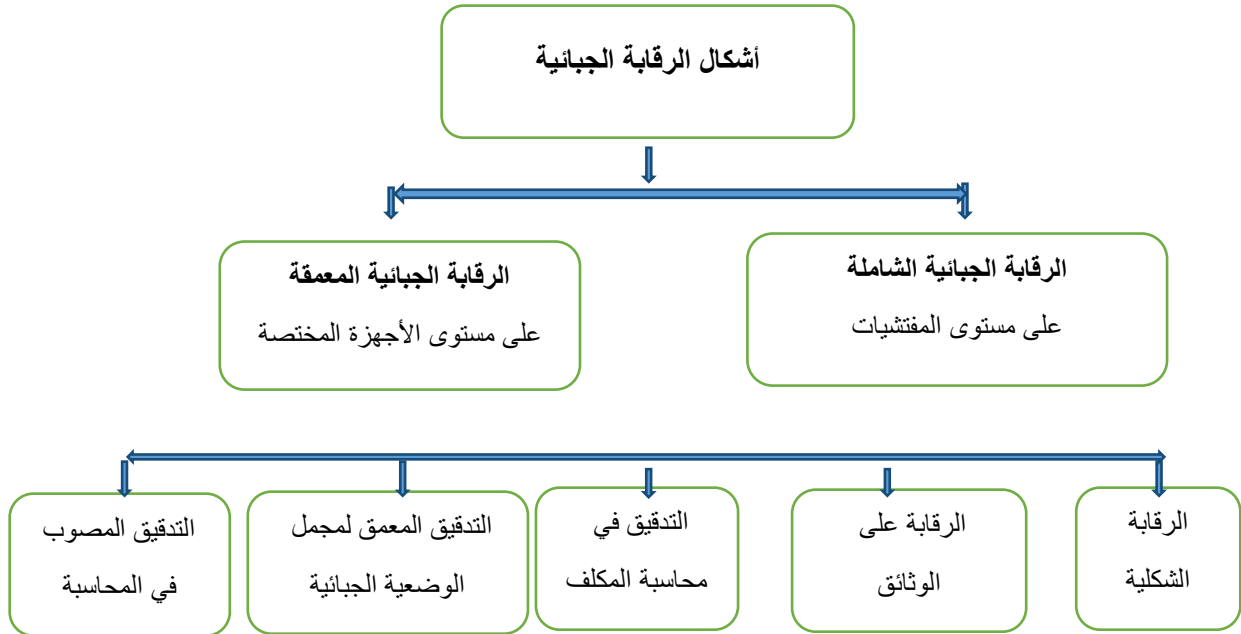 أشكال الرقابة الجبائية
الرقابة الجبائية الشاملة
على مستوى المفتشيات
الرقابة الجبائية المعمقة
على مستوى الأجهزة المختصة
الرقابة
الشكلية
الرقابة على
الوثائق
التدقيق في
محاسبة المكلف
التدقيق المعمق لمجمل
الوضعية الجبائية
التدقيق المصوب
في المحاسبة